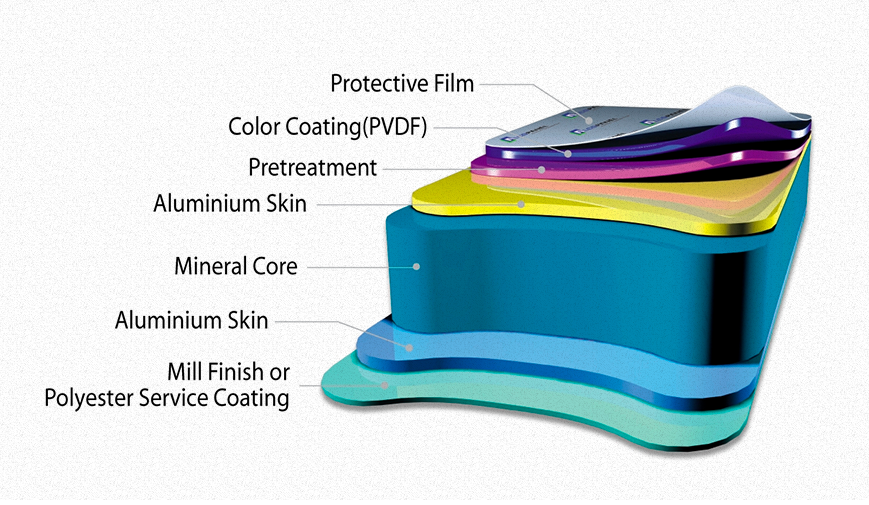 Protective Film
Color Coating(PVDF)
Pretreatment
Aluminium Skin
Mineral Core
Aluminium Skin
Mill Finish or
Polyester Service Coating